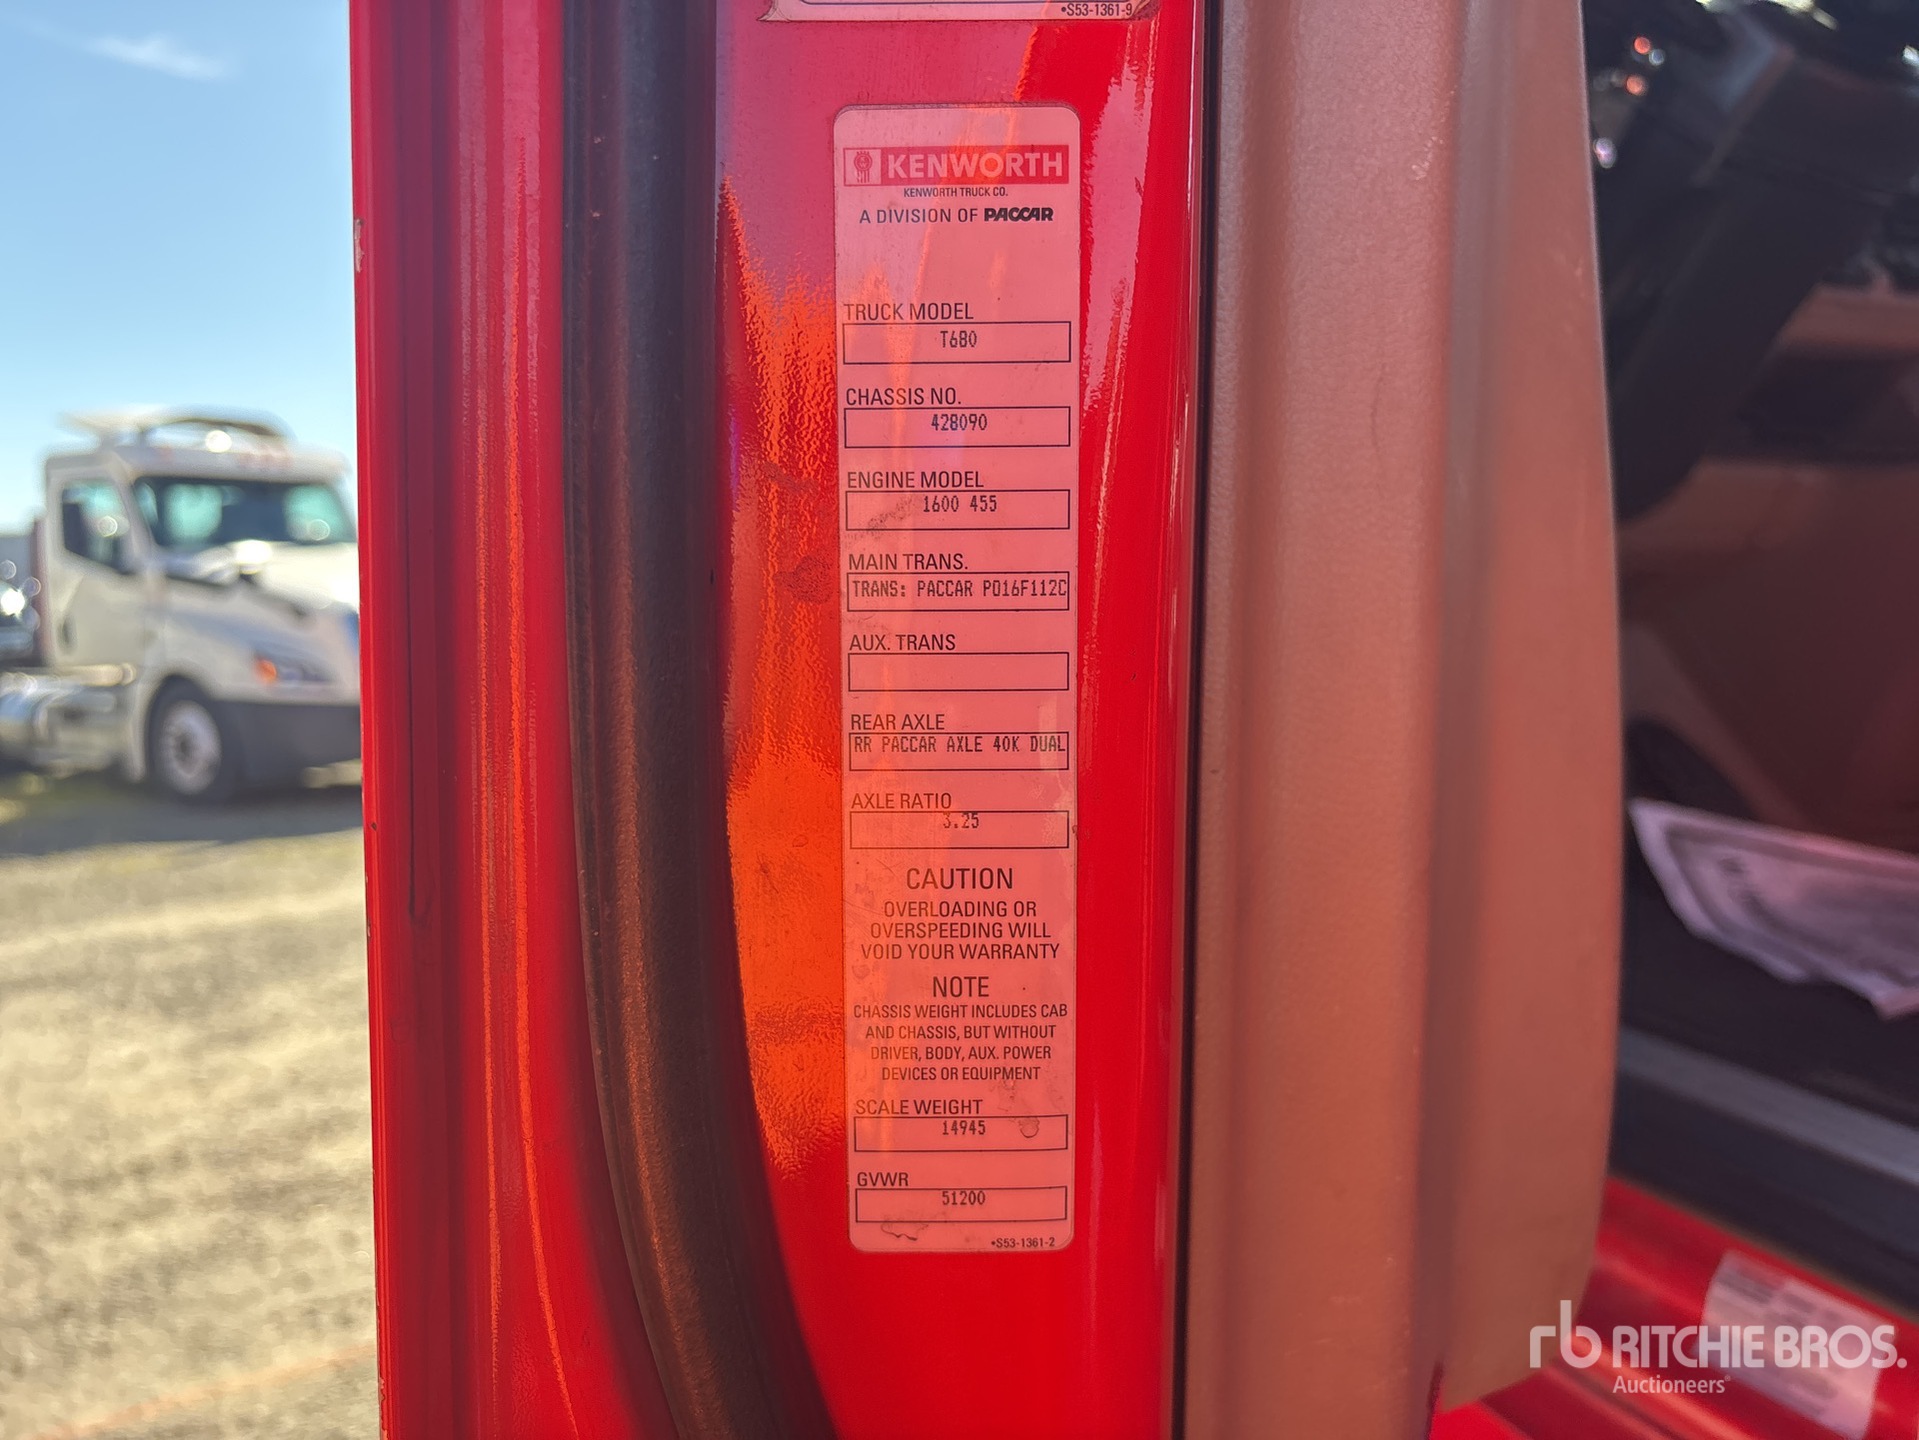 •S53-1361-9
KENWORTH
KENWORTH TRUCK CO.
A DIVISION OF PACCAR
TRUCK MODEL
T680
CHASSIS NO.
428090
ENGINE MODEL
1600 455
MAIN TRANS.
TRANS: PACCAR PO16F112C
AUX. TRANS
REAR AXLE
RR PACCAR AXLE 40K DUAL
AXLE RATIO
3.25
CAUTION
OVERLOADING OR
OVERSPEEDING WILL
VOID YOUR WARRANTY
NOTE
CHASSIS WEIGHT INCLUDES CAB
AND CHASSIS, BUT WITHOUT
DRIVER, BODY, AUX. POWER
DEVICES OR EQUIPMENT
SCALE WEIGHT
14945
GVWR
51200
•S53-1361-2
rb RITCHIE BROS.
Auctioneers